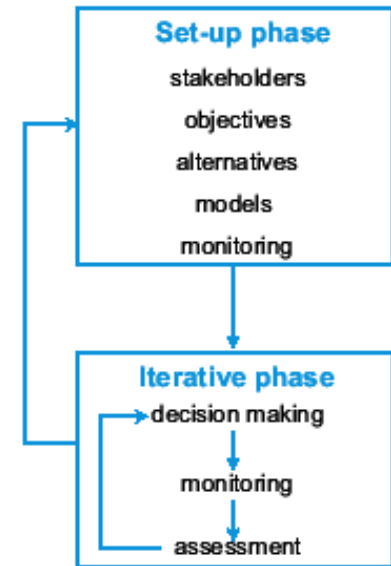 Set-up phase
stakeholders
objectives
alternatives
models
monitoring
Iterative phase
decision making
monitoring
assessment